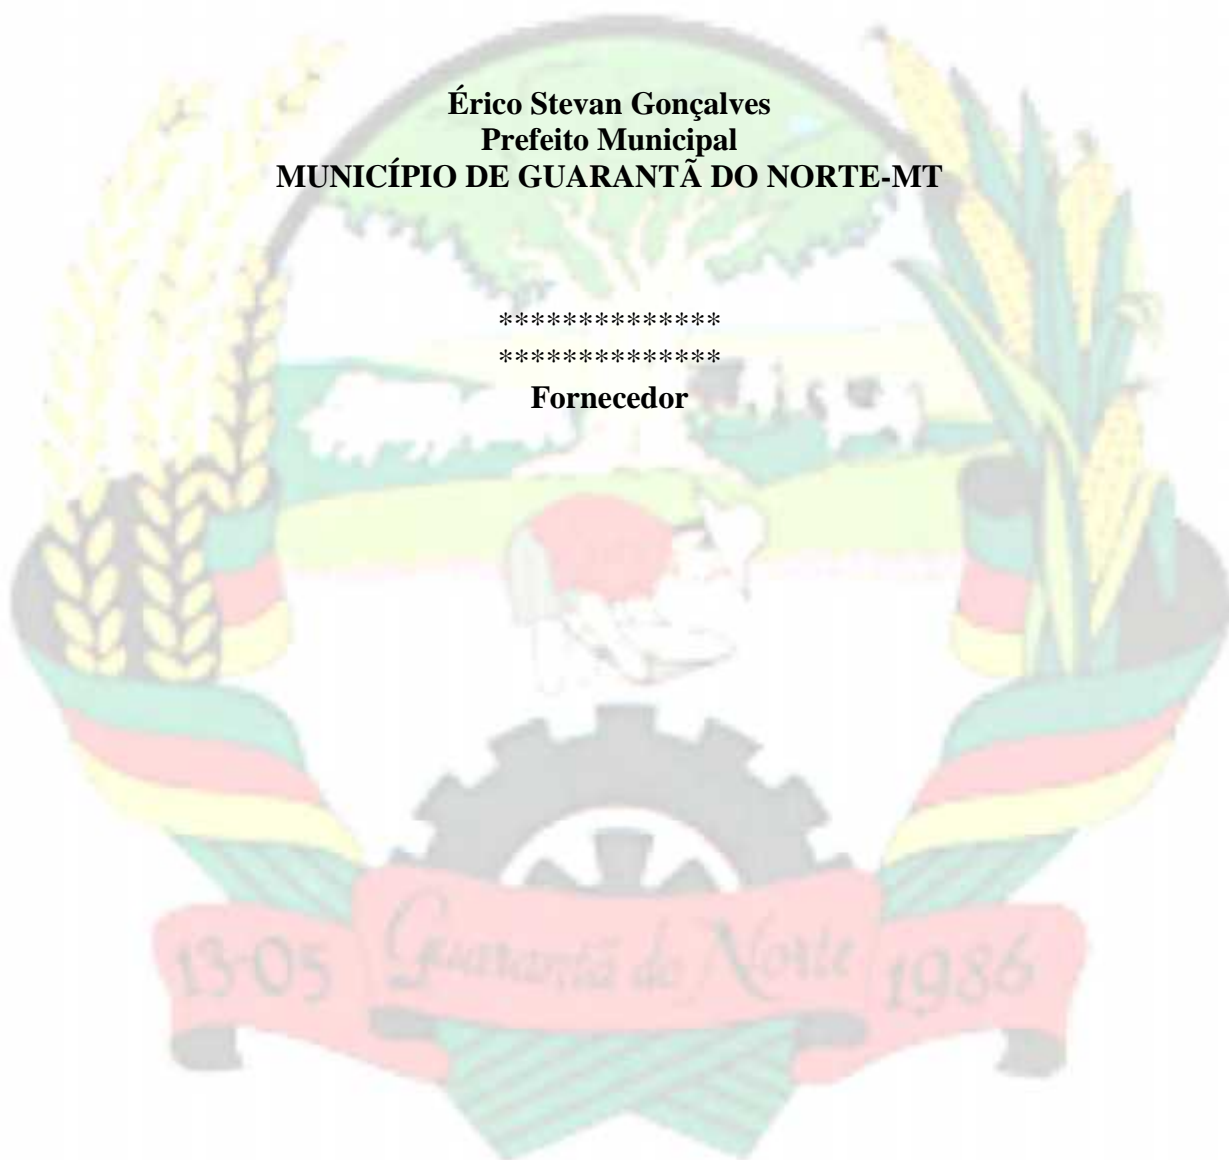 Érico Stevan Gonçalves
Prefeito Municipal
MUNICÍPIO DE GUARANTÃ DO NORTE-MT
**************
**************
Fornecedor
13-05 Guarantã do Norte 1986